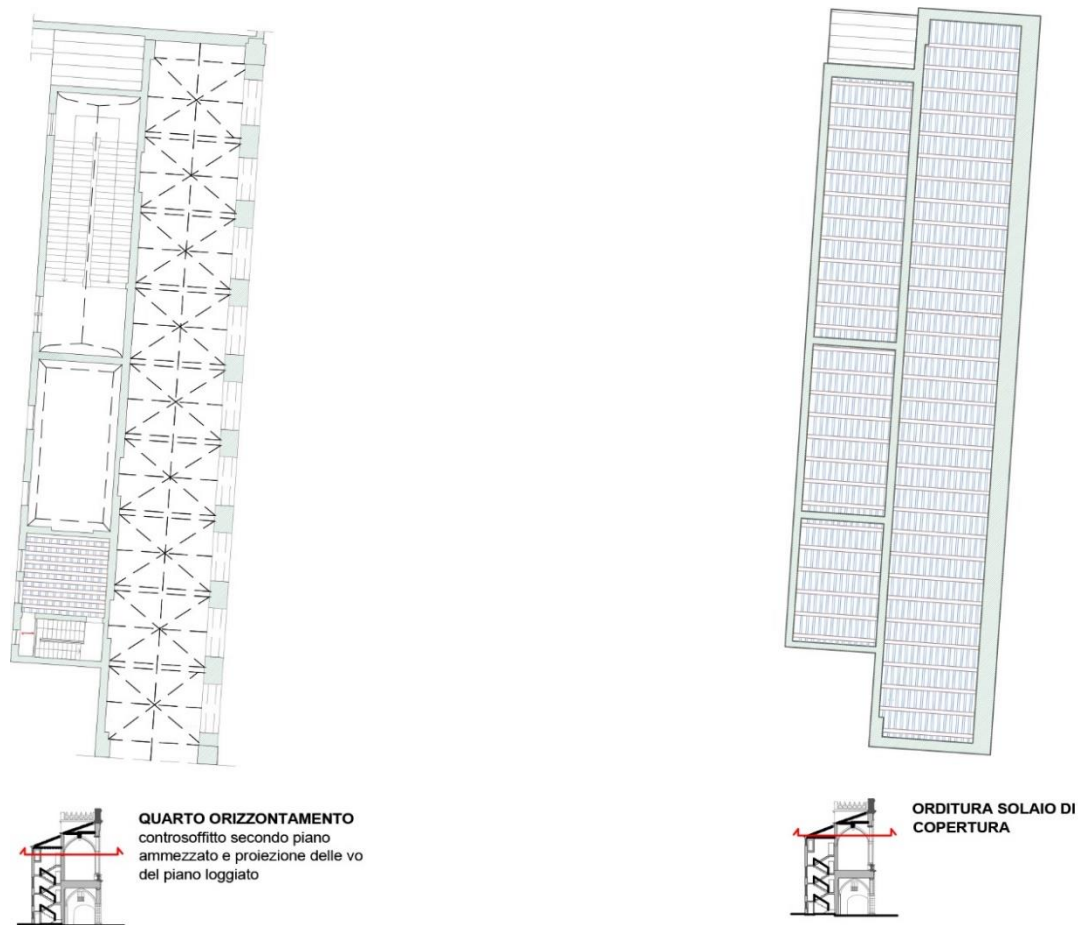 QUARTO ORIZZONTAMENTO
controsoffitto secondo piano
ammezzato e proiezione delle vo
del piano loggiato
ORDITURA SOLAIO DI
COPERTURA